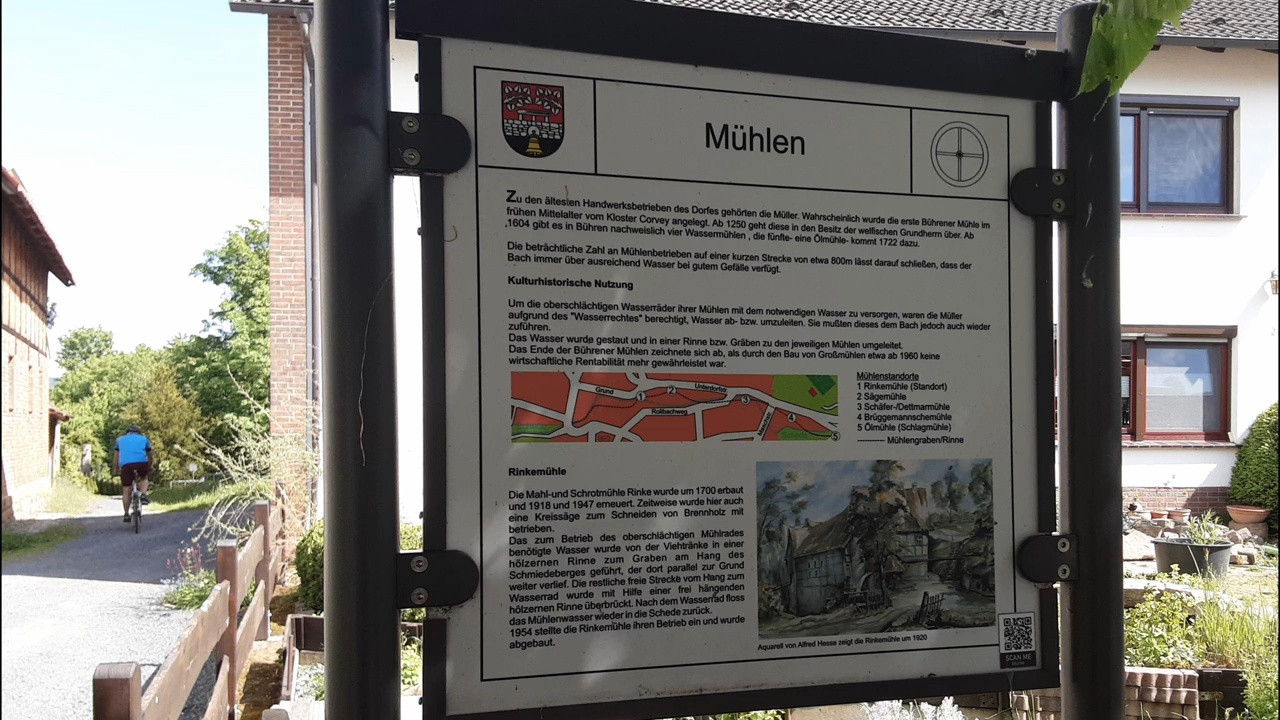 Mühlen
Zu den ältesten Handwerksbetrieben des Dorfes gehörten die Müller. Wahrscheinlich wurde die erste Bührener Mühle im
frühen Mittelalter vom Kloster Corvey angelegt. Ab 1250 geht diese in den Besitz der welfischen Grundherrn über. Ab
1604 gibt es in Bühren nachweislich vier Wassermühlen , die fünfte- eine Ölmühle- kommt 1722 dazu.
Die beträchtliche Zahl an Mühlenbetrieben auf einer kurzen Strecke von etwa 800m lässt darauf schließen, dass der
Bach immer über ausreichend Wasser bei gutem Gefälle verfügt.
Kulturhistorische Nutzung
Um die oberschlächtigen Wasserräder ihrer Mühlen mit dem notwendigen Wasser zu versorgen, waren die Müller
aufgrund des "Wasserrechtes" berechtigt, Wasser ab- bzw. umzuleiten. Sie mußten dieses dem Bach jedoch auch wieder
zuführen.
Das Wasser wurde gestaut und in einer Rinne bzw. Gräben zu den jeweiligen Mühlen umgeleitet.
Das Ende der Bührener Mühlen zeichnete sich ab, als durch den Bau von Großmühlen etwa ab 1960 keine
wirtschaftliche Rentabilität mehr gewährleistet war.
Grund
1
2
Unterdorfstr
3
Rollbachweg
4
5
Mühlenstandorte
1 Rinkemühle (Standort)
2 Sägemühle
3 Schäfer-/Dettmarmühle
4 Brüggemannschemühle
5 Ölmühle (Schlagmühle)
---------- Mühlengraben/Rinne
Rinkemühle
Die Mahl-und Schrotmühle Rinke wurde um 1700 erbaut
und 1918 und 1947 erneuert. Zeitweise wurde hier auch
eine Kreissäge zum Schneiden von Brennholz mit
betrieben.
Das zum Betrieb des oberschlächtigen Mühlrades
benötigte Wasser wurde von der Viehtränke in einer
hölzernen Rinne zum Graben am Hang des
Schmiedeberges geführt, der dort parallel zur Grund
weiter verlief. Die restliche freie Strecke vom Hang zum
Wasserrad wurde mit Hilfe einer frei hängenden
hölzernen Rinne überbrückt. Nach dem Wasserrad floss
das Mühlenwasser wieder in die Schede zurück.
1954 stellte die Rinkemühle ihren Betrieb ein und wurde
abgebaut.
Aquarell von Alfred Hesse zeigt die Rinkemühle um 1920
SCAN ME